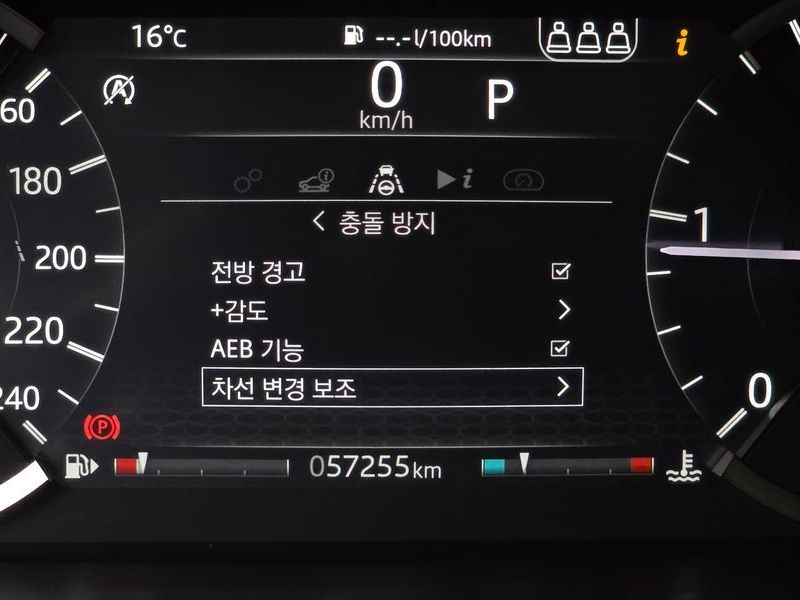 16°C
--.-l/100km
i
A
0
km/h
P
60
180
200
220
240
i
i
< 충돌 방지
전방 경고
+감도 >
AEB 기능
차선 변경 보조 >
1
0
(P)
057255km